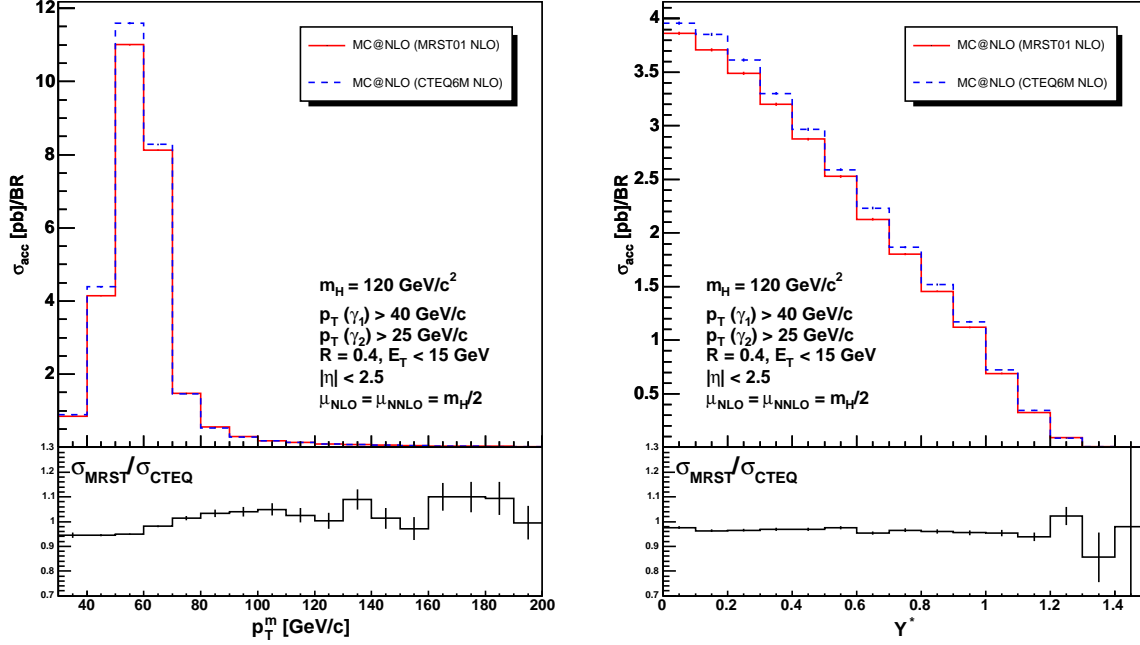 12
10
8
6
4
2
σacc [pb]/BR
MC@NLO (MRST01 NLO)
MC@NLO (CTEQ6M NLO)
mH = 120 GeV/c2
pT (γ1) > 40 GeV/c
pT (γ2) > 25 GeV/c
R = 0.4, ET < 15 GeV
|η| < 2.5
μNLO = μNNLO = mH/2
1.3
1.2
1.1
1
0.9
0.8
0.7
σMRST/σCTEQ
40 60 80 100 120 140 160 180 200
pTm [GeV/c]
4
3.5
3
2.5
2
1.5
1
0.5
σacc [pb]/BR
MC@NLO (MRST01 NLO)
MC@NLO (CTEQ6M NLO)
mH = 120 GeV/c2
pT (γ1) > 40 GeV/c
pT (γ2) > 25 GeV/c
R = 0.4, ET < 15 GeV
|η| < 2.5
μNLO = μNNLO = mH/2
1.3
1.2
1.1
1
0.9
0.8
0.7
σMRST/σCTEQ
0 0.2 0.4 0.6 0.8 1 1.2 1.4
Y*